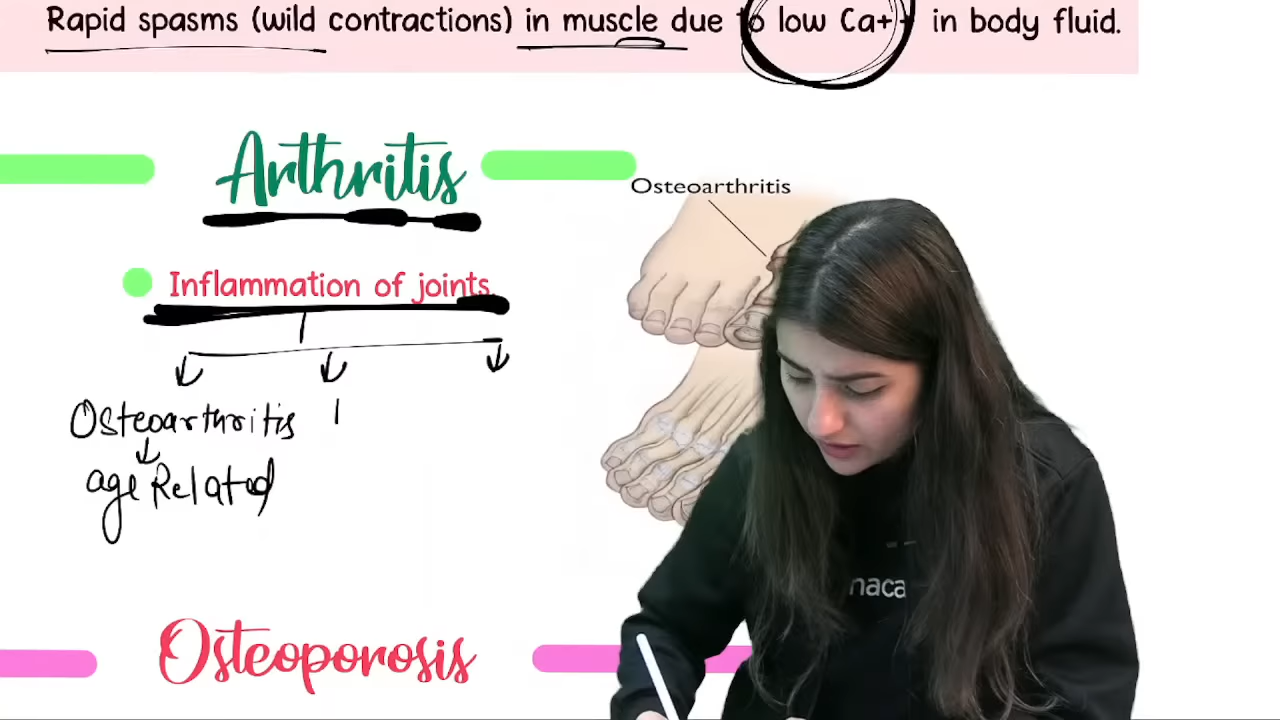 Rapid spasms (wild contractions) in muscle due to low Ca++ in body fluid.
Arthritis
Osteoarthritis
Inflammation of joints
Osteoarthritis
age Related
naca
Osteoporosis